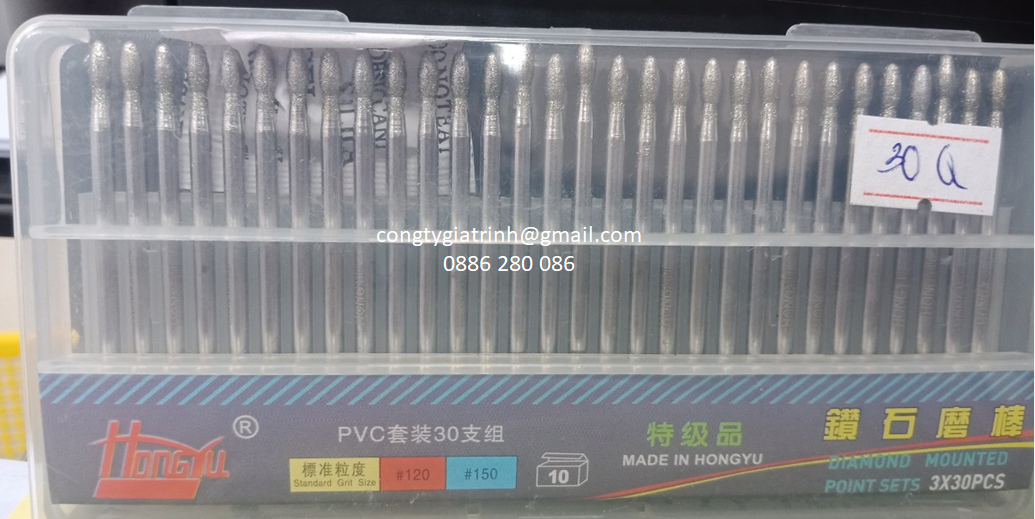 30 Q
congtygiatrinh@gmail.com
0886 280 086
HONGYU ®
PVC套装30支组
標准粒度
Standard Grit Size
#120
#150
10
特级品
MADE IN HONGYU
鑽石磨棒
DIAMOND MOUNTED
POINT SETS 3X30PCS